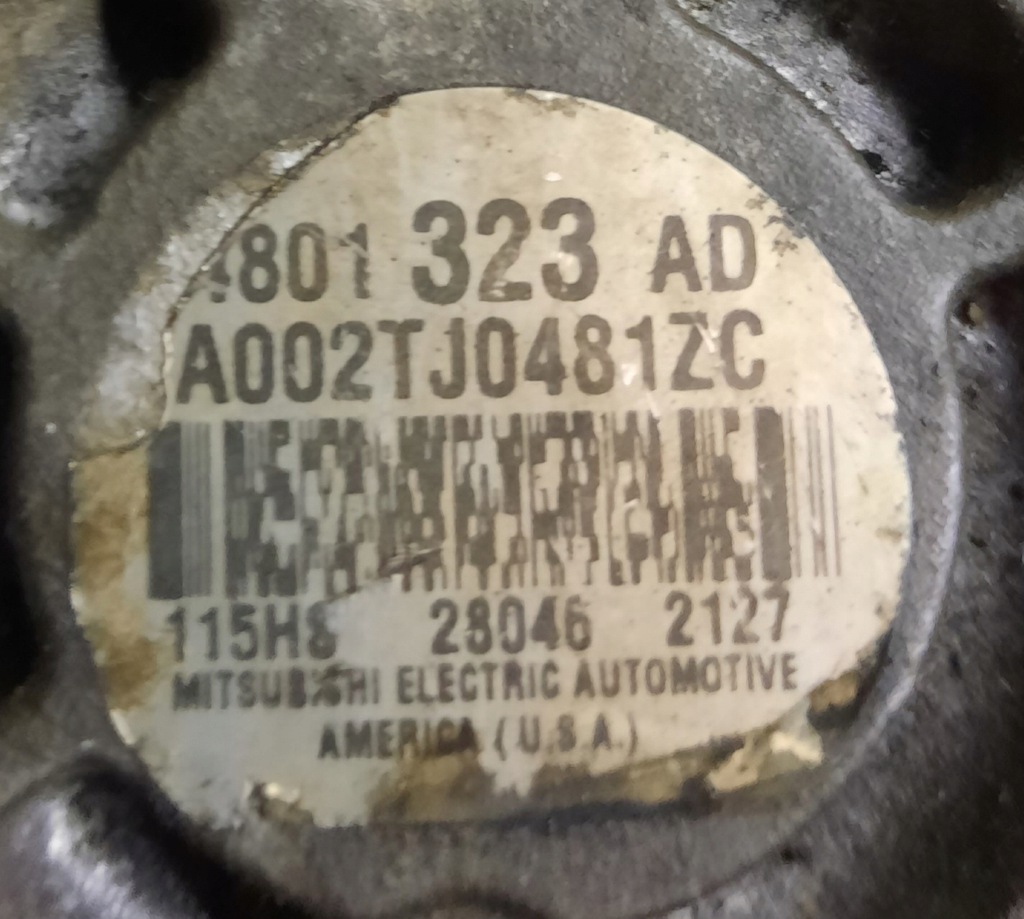 4801 323 AD
A002TJ0481ZC
115H8 28046 2127
MITSUBISHI ELECTRIC AUTOMOTIVE
AMERICA (U.S.A.)